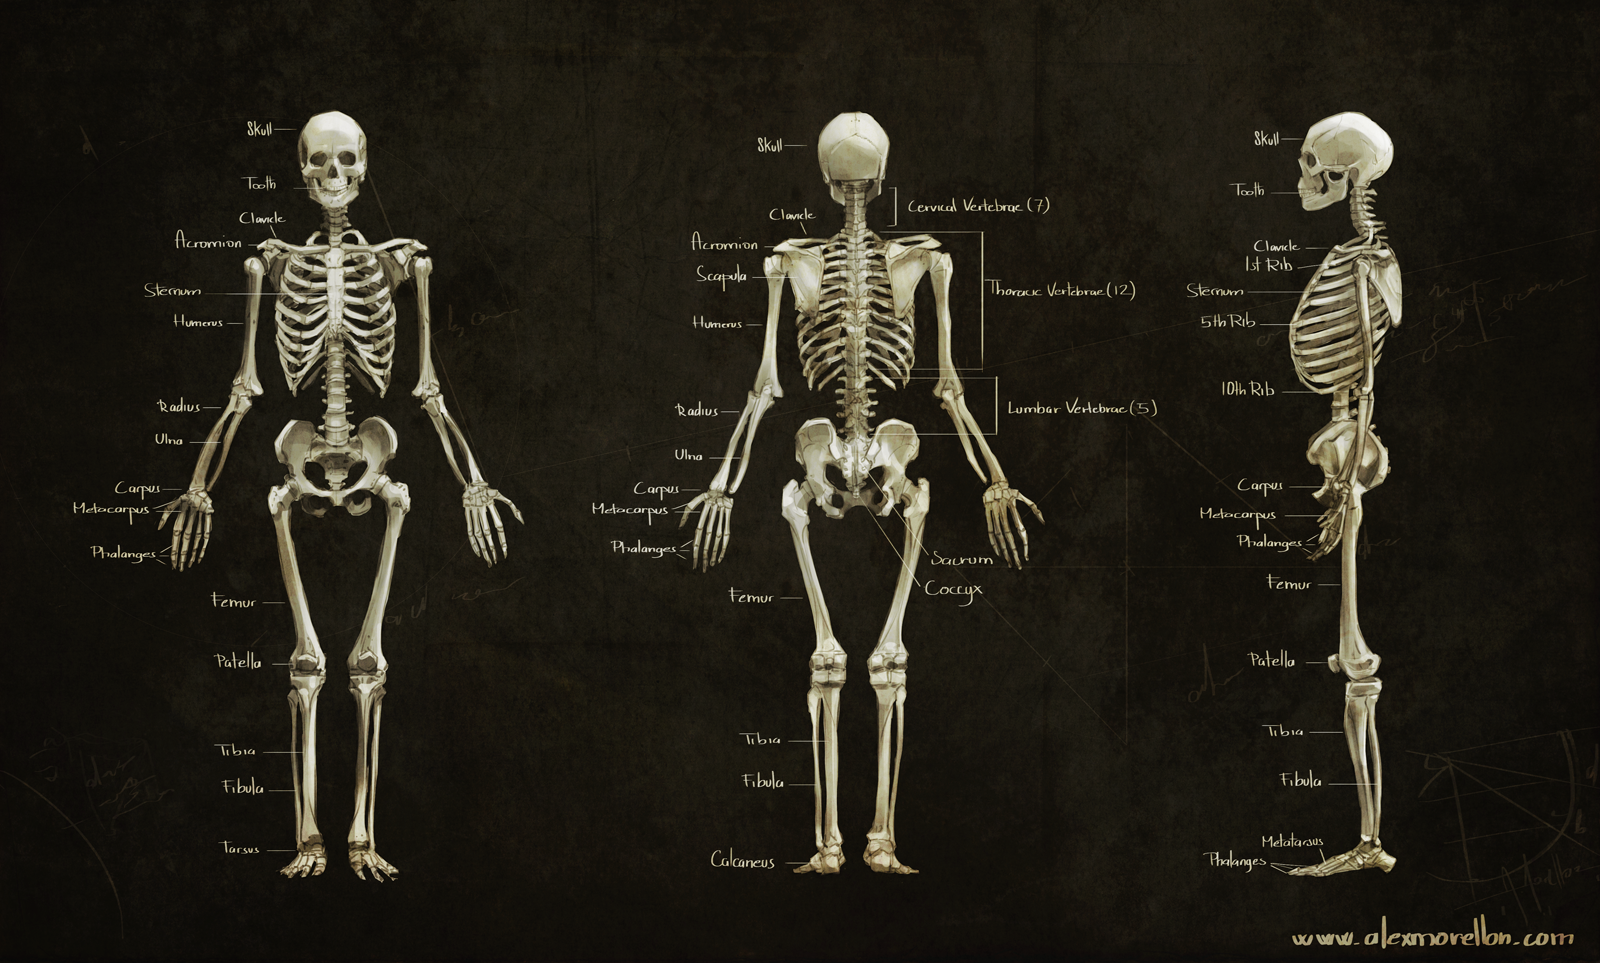 Skull
Tooth
Clavicle
Acromion
Sternum
Humerus
Radius
Ulna
Carpus
Metacarpus
Phalanges
Femur
Patella
Tibia
Fibula
Tarsus
Skull
Cervical Vertebrae (7)
Clavicle
Acromion
Scapula
Thoracic Vertebrae (12)
Humerus
Radius
Lumbar Vertebrae (5)
Ulna
Carpus
Metacarpus
Phalanges
Sacrum
Coccyx
Femur
Tibia
Fibula
Calcaneus
Skull
Tooth
Clavicle
1st Rib
Sternum
5th Rib
10th Rib
Carpus
Metacarpus
Phalanges
Femur
Patella
Tibia
Fibula
Metatarsus
Phalanges
www.alexmorellon.com